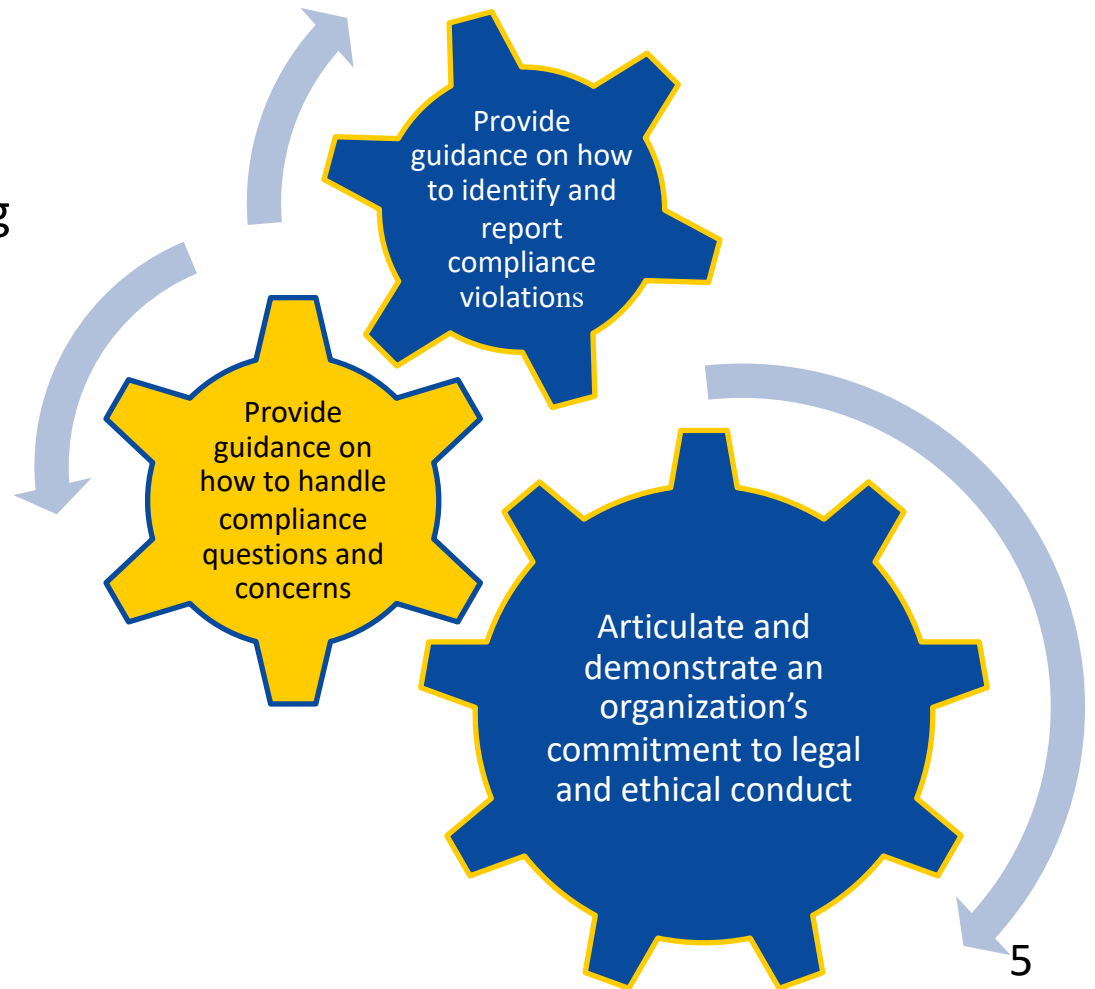 Provide
guidance on how
to identify and
report
compliance
violations
g
Provide
guidance on
how to handle
compliance
questions and
concerns
Articulate and
demonstrate an
organization’s
commitment to legal
and ethical conduct
5